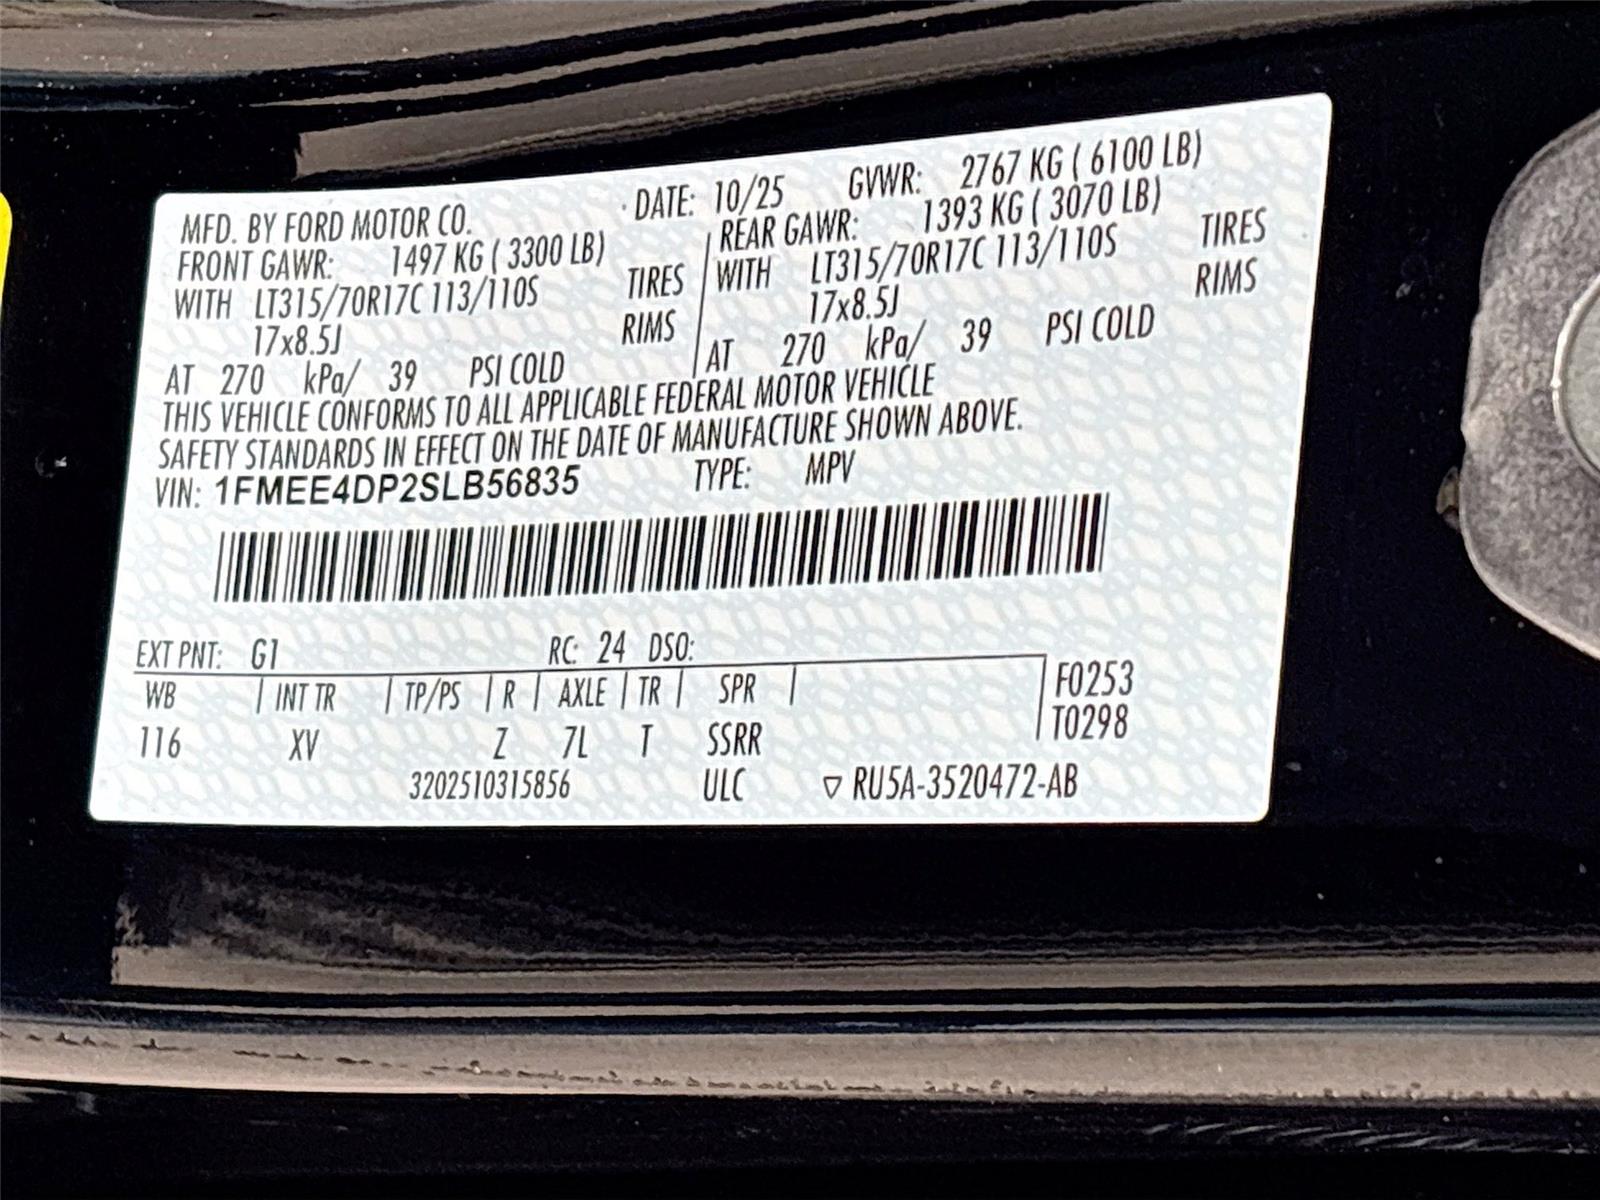 MFD. BY FORD MOTOR CO. DATE: 10/25 GVWR: 2767 KG ( 6100 LB)
FRONT GAWR: 1497 KG ( 3300 LB) REAR GAWR: 1393 KG ( 3070 LB)
WITH LT315/70R17C 113/110S TIRES WITH LT315/70R17C 113/110S TIRES
17x8.5J RIMS 17x8.5J RIMS
AT 270 kPa/ 39 PSI COLD AT 270 kPa/ 39 PSI COLD
THIS VEHICLE CONFORMS TO ALL APPLICABLE FEDERAL MOTOR VEHICLE
SAFETY STANDARDS IN EFFECT ON THE DATE OF MANUFACTURE SHOWN ABOVE.
VIN: 1FMEE4DP2SLB56835 TYPE: MPV
EXT PNT: G1 RC: 24 DSO:
WB INT TR TP/PS R AXLE TR SPR F0253
116 XV Z 7L T SSRR T0298
3202510315856 ULC ▽ RU5A-3520472-AB